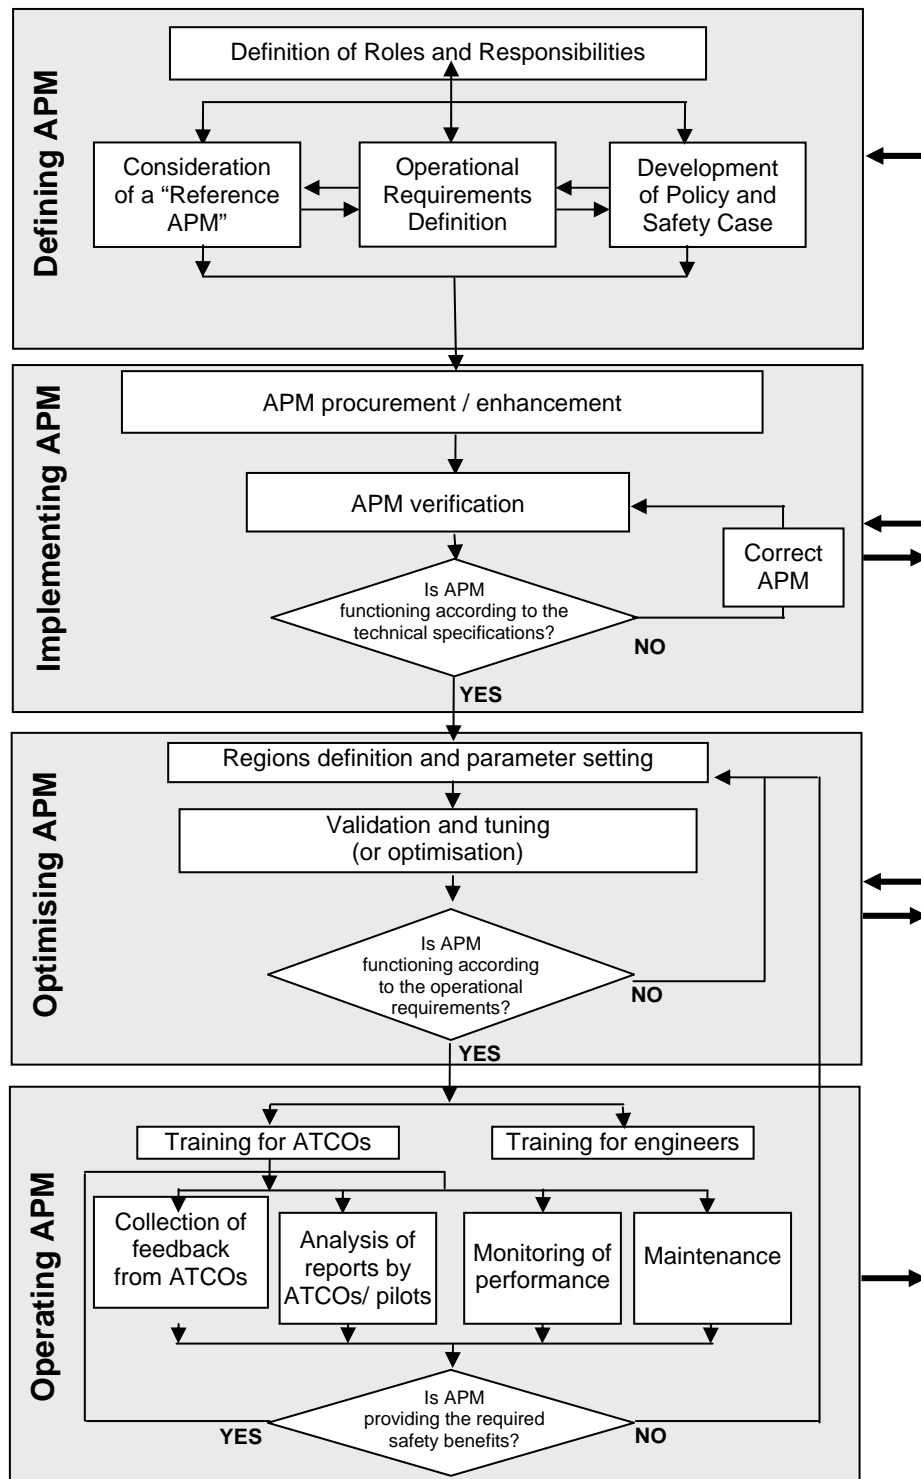 Defining APM
Definition of Roles and Responsibilities
Consideration
of a “Reference
APM”
Operational
Requirements
Definition
Development
of Policy and
Safety Case
Implementing APM
APM procurement / enhancement
APM verification
Correct
APM
Is APM
functioning according to the
technical specifications?
NO
YES
Optimising APM
Regions definition and parameter setting
Validation and tuning
(or optimisation)
Is APM
functioning according
to the operational
requirements?
NO
YES
Operating APM
Training for ATCOs
Training for engineers
Collection of
feedback
from ATCOs
Analysis of
reports by
ATCOs/ pilots
Monitoring of
performance
Maintenance
Is APM
providing the required
safety benefits?
YES
NO